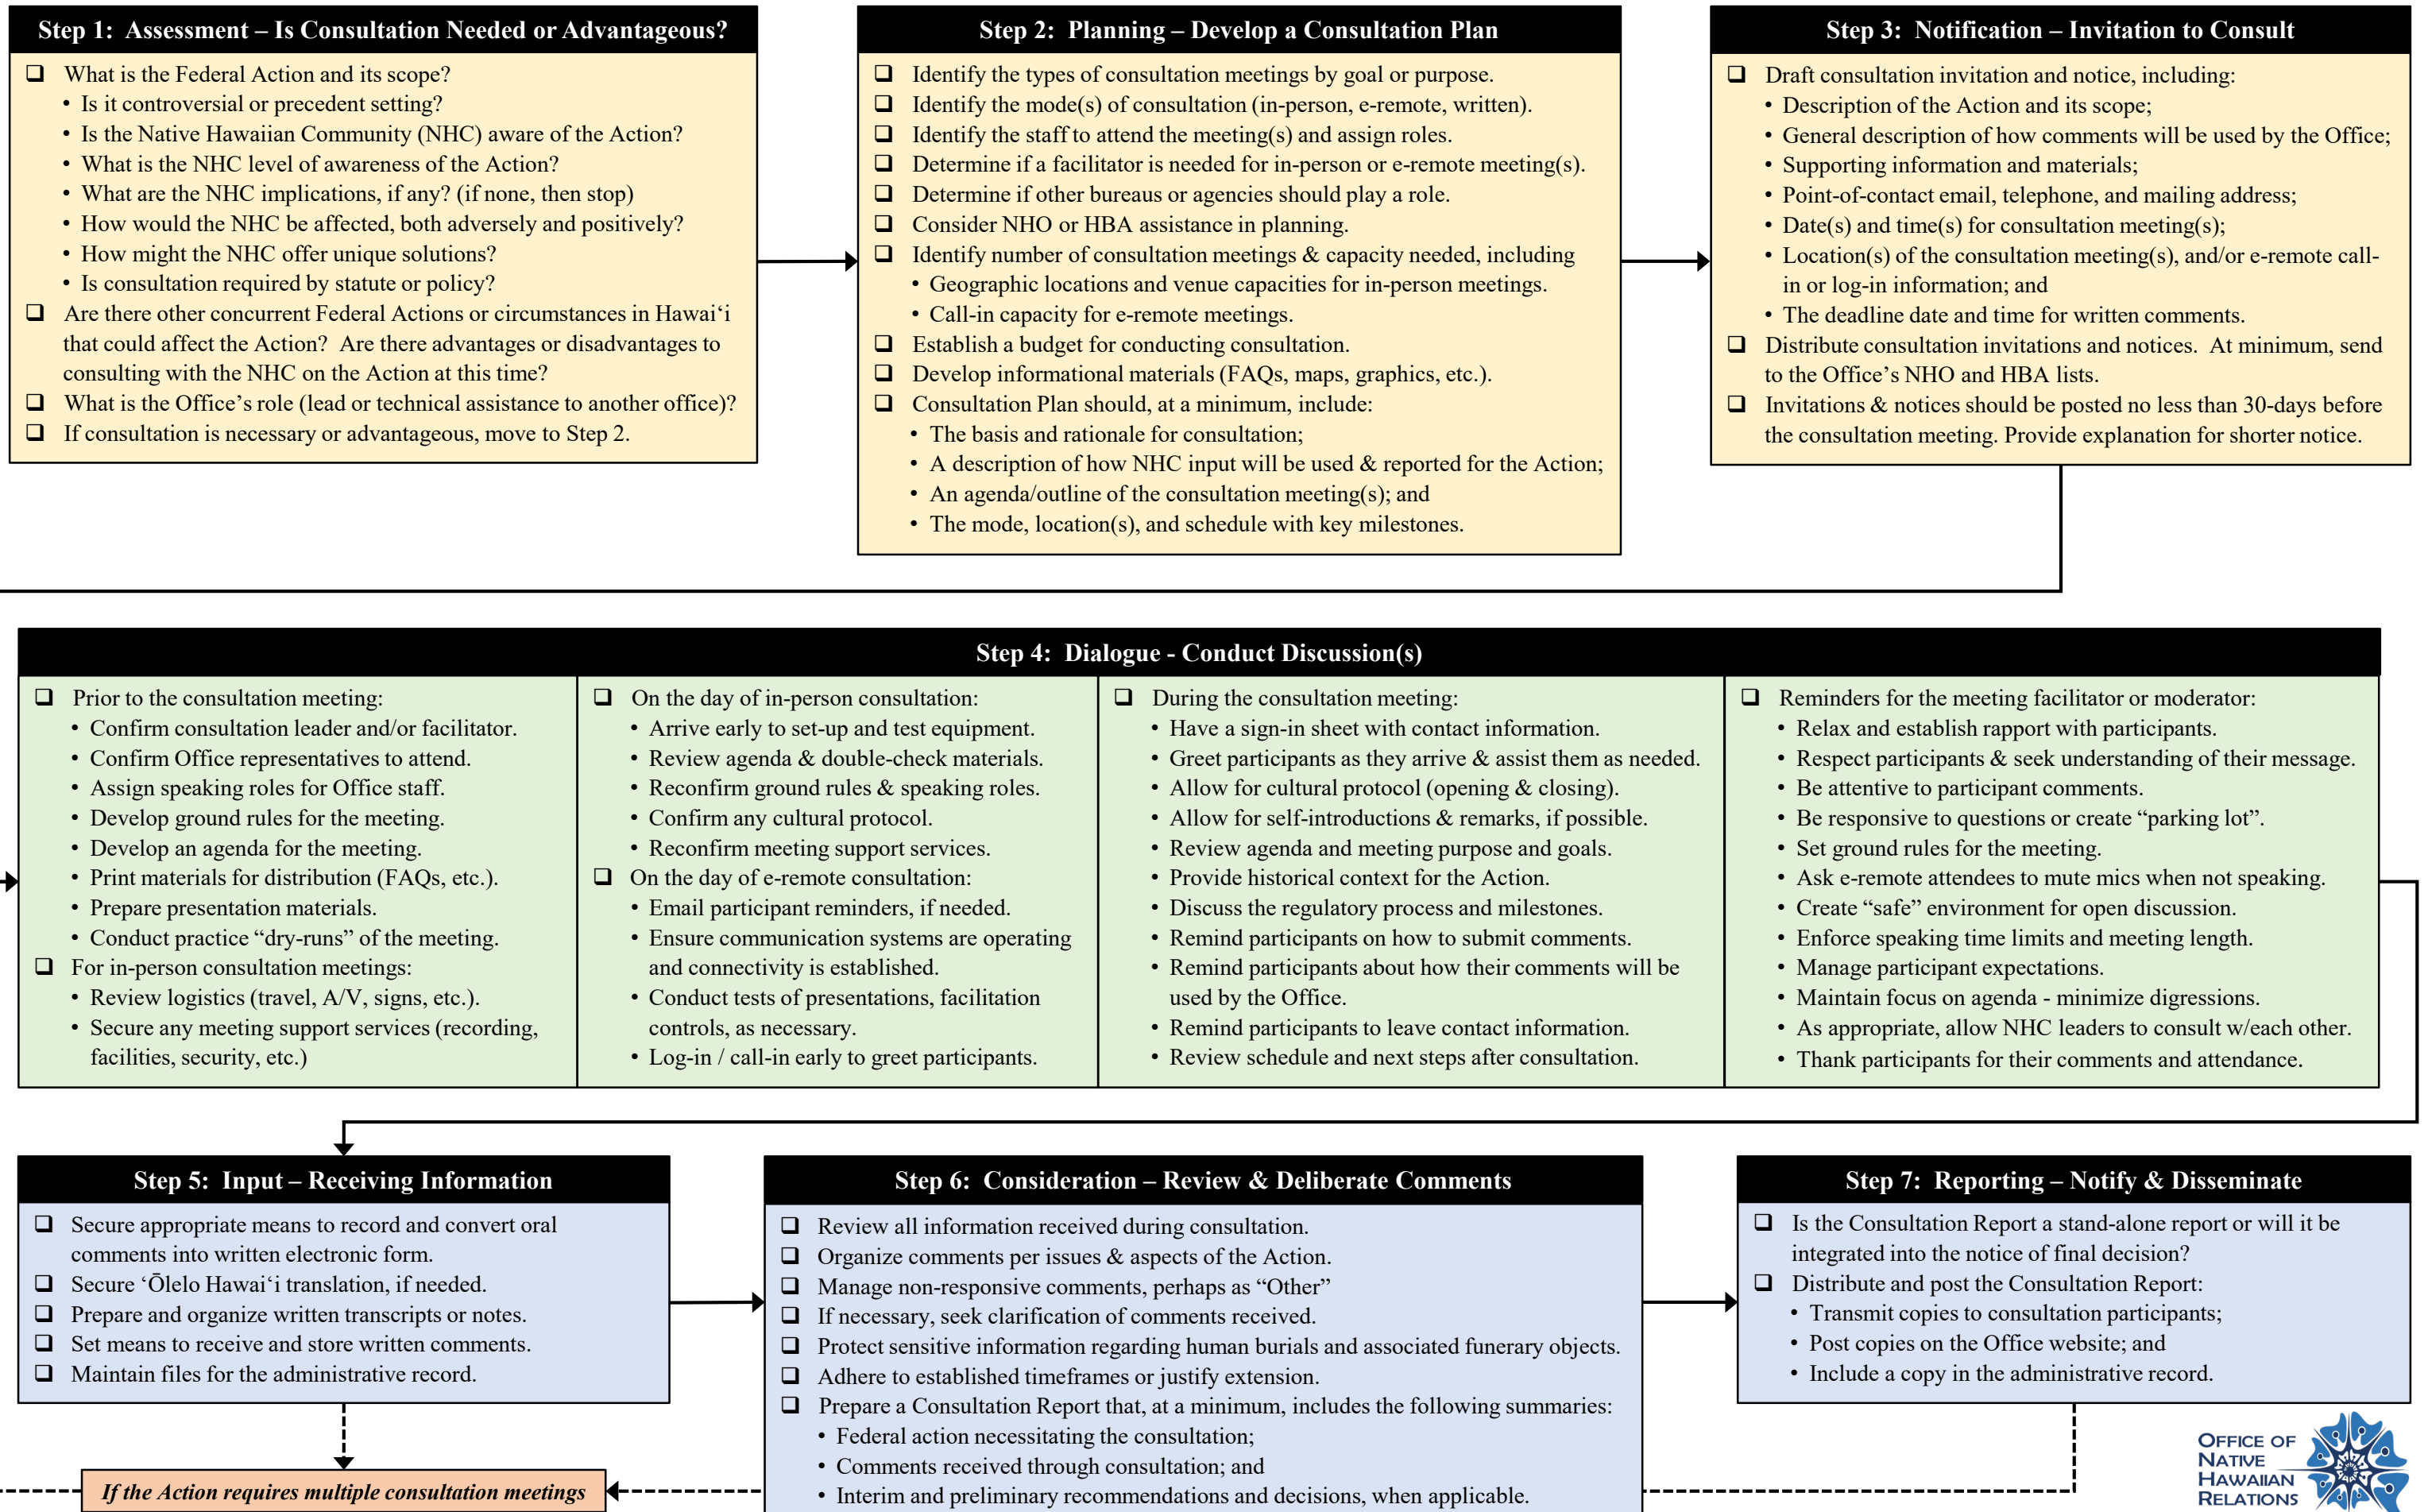 Step 1: Assessment – Is Consultation Needed or Advantageous?
❑ What is the Federal Action and its scope?
• Is it controversial or precedent setting?
• Is the Native Hawaiian Community (NHC) aware of the Action?
• What is the NHC level of awareness of the Action?
• What are the NHC implications, if any? (if none, then stop)
• How would the NHC be affected, both adversely and positively?
• How might the NHC offer unique solutions?
• Is consultation required by statute or policy?
❑ Are there other concurrent Federal Actions or circumstances in Hawai‘i
that could affect the Action? Are there advantages or disadvantages to
consulting with the NHC on the Action at this time?
❑ What is the Office’s role (lead or technical assistance to another office)?
❑ If consultation is necessary or advantageous, move to Step 2.
Step 2: Planning – Develop a Consultation Plan
❑ Identify the types of consultation meetings by goal or purpose.
❑ Identify the mode(s) of consultation (in-person, e-remote, written).
❑ Identify the staff to attend the meeting(s) and assign roles.
❑ Determine if a facilitator is needed for in-person or e-remote meeting(s).
❑ Determine if other bureaus or agencies should play a role.
❑ Consider NHO or HBA assistance in planning.
❑ Identify number of consultation meetings & capacity needed, including
• Geographic locations and venue capacities for in-person meetings.
• Call-in capacity for e-remote meetings.
❑ Establish a budget for conducting consultation.
❑ Develop informational materials (FAQs, maps, graphics, etc.).
❑ Consultation Plan should, at a minimum, include:
• The basis and rationale for consultation;
• A description of how NHC input will be used & reported for the Action;
• An agenda/outline of the consultation meeting(s); and
• The mode, location(s), and schedule with key milestones.
Step 3: Notification – Invitation to Consult
❑ Draft consultation invitation and notice, including:
• Description of the Action and its scope;
• General description of how comments will be used by the Office;
• Supporting information and materials;
• Point-of-contact email, telephone, and mailing address;
• Date(s) and time(s) for consultation meeting(s);
• Location(s) of the consultation meeting(s), and/or e-remote call-
in or log-in information; and
• The deadline date and time for written comments.
❑ Distribute consultation invitations and notices. At minimum, send
to the Office’s NHO and HBA lists.
❑ Invitations & notices should be posted no less than 30-days before
the consultation meeting. Provide explanation for shorter notice.
Step 4: Dialogue - Conduct Discussion(s)
❑ Prior to the consultation meeting:
• Confirm consultation leader and/or facilitator.
• Confirm Office representatives to attend.
• Assign speaking roles for Office staff.
• Develop ground rules for the meeting.
• Develop an agenda for the meeting.
• Print materials for distribution (FAQs, etc.).
• Prepare presentation materials.
• Conduct practice “dry-runs” of the meeting.
❑ For in-person consultation meetings:
• Review logistics (travel, A/V, signs, etc.).
• Secure any meeting support services (recording,
facilities, security, etc.)
❑ On the day of in-person consultation:
• Arrive early to set-up and test equipment.
• Review agenda & double-check materials.
• Reconfirm ground rules & speaking roles.
• Confirm any cultural protocol.
• Reconfirm meeting support services.
❑ On the day of e-remote consultation:
• Email participant reminders, if needed.
• Ensure communication systems are operating
and connectivity is established.
• Conduct tests of presentations, facilitation
controls, as necessary.
• Log-in / call-in early to greet participants.
❑ During the consultation meeting:
• Have a sign-in sheet with contact information.
• Greet participants as they arrive & assist them as needed.
• Allow for cultural protocol (opening & closing).
• Allow for self-introductions & remarks, if possible.
• Review agenda and meeting purpose and goals.
• Provide historical context for the Action.
• Discuss the regulatory process and milestones.
• Remind participants on how to submit comments.
• Remind participants about how their comments will be
used by the Office.
• Remind participants to leave contact information.
• Review schedule and next steps after consultation.
❑ Reminders for the meeting facilitator or moderator:
• Relax and establish rapport with participants.
• Respect participants & seek understanding of their message.
• Be attentive to participant comments.
• Be responsive to questions or create “parking lot”.
• Set ground rules for the meeting.
• Ask e-remote attendees to mute mics when not speaking.
• Create “safe” environment for open discussion.
• Enforce speaking time limits and meeting length.
• Manage participant expectations.
• Maintain focus on agenda - minimize digressions.
• As appropriate, allow NHC leaders to consult w/each other.
• Thank participants for their comments and attendance.
Step 5: Input – Receiving Information
❑ Secure appropriate means to record and convert oral
comments into written electronic form.
❑ Secure ‘Ōlelo Hawai‘i translation, if needed.
❑ Prepare and organize written transcripts or notes.
❑ Set means to receive and store written comments.
❑ Maintain files for the administrative record.
If the Action requires multiple consultation meetings
Step 6: Consideration – Review & Deliberate Comments
❑ Review all information received during consultation.
❑ Organize comments per issues & aspects of the Action.
❑ Manage non-responsive comments, perhaps as “Other”
❑ If necessary, seek clarification of comments received.
❑ Protect sensitive information regarding human burials and associated funerary objects.
❑ Adhere to established timeframes or justify extension.
❑ Prepare a Consultation Report that, at a minimum, includes the following summaries:
• Federal action necessitating the consultation;
• Comments received through consultation; and
• Interim and preliminary recommendations and decisions, when applicable.
Step 7: Reporting – Notify & Disseminate
❑ Is the Consultation Report a stand-alone report or will it be
integrated into the notice of final decision?
❑ Distribute and post the Consultation Report:
• Transmit copies to consultation participants;
• Post copies on the Office website; and
• Include a copy in the administrative record.
OFFICE OF
NATIVE
HAWAIIAN
RELATIONS